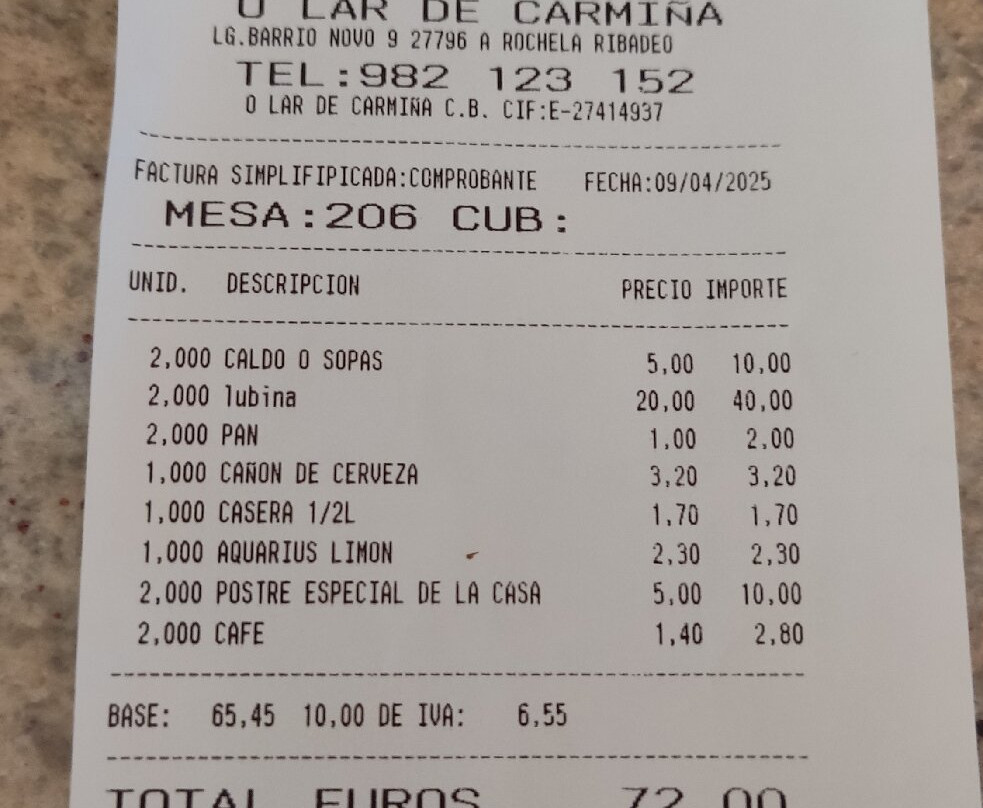 O LAR DE CARMIÑA
LG.BARRIO NOVO 9 27796 A ROCHELA RIBADEO
TEL:982 123 152
O LAR DE CARMIÑA C.B. CIF:E-27414937
FACTURA SIMPLIFIPICADA:COMPROBANTE FECHA:09/04/2025
MESA:206 CUB:
UNID. DESCRIPCION PRECIO IMPORTE
2,000 CALDO O SOPAS 5,00 10,00
2,000 lubina 20,00 40,00
2,000 PAN 1,00 2,00
1,000 CAÑON DE CERVEZA 3,20 3,20
1,000 CASERA 1/2L 1,70 1,70
1,000 AQUARIUS LIMON 2,30 2,30
2,000 POSTRE ESPECIAL DE LA CASA 5,00 10,00
2,000 CAFE 1,40 2,80
BASE: 65,45 10,00 DE IVA: 6,55
TOTAL EUROS 72,00